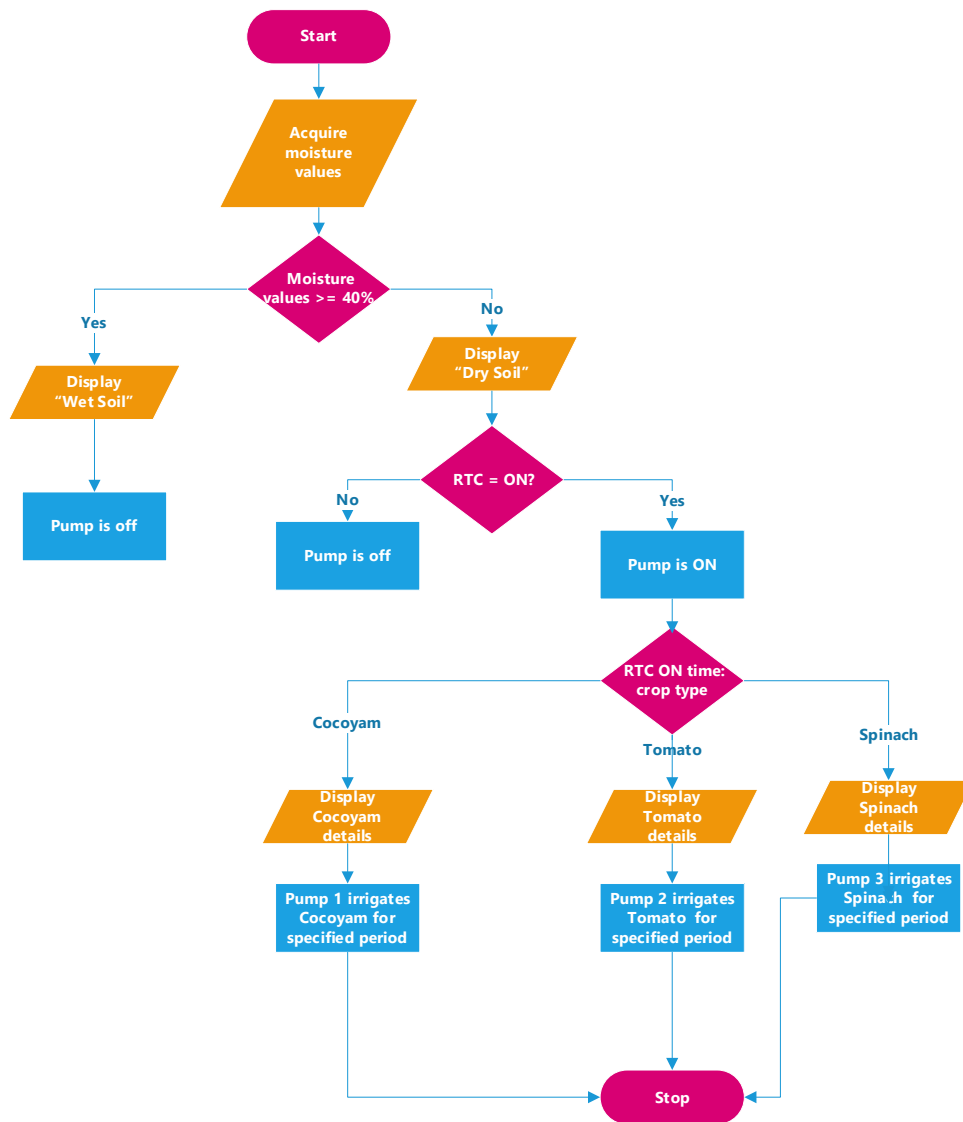 Start
Acquire
moisture
values
Moisture
values >= 40%
Yes
No
Display
“Wet Soil”
Display
“Dry Soil”
RTC = ON?
No
Yes
Pump is off
Pump is off
Pump is ON
RTC ON time:
crop type
Cocoyam
Tomato
Spinach
Display
Cocoyam
details
Display
Tomato
details
Display
Spinach
details
Pump 1 irrigates
Cocoyam for
specified period
Pump 2 irrigates
Tomato for
specified period
Pump 3 irrigates
Spinach for
specified period
Stop